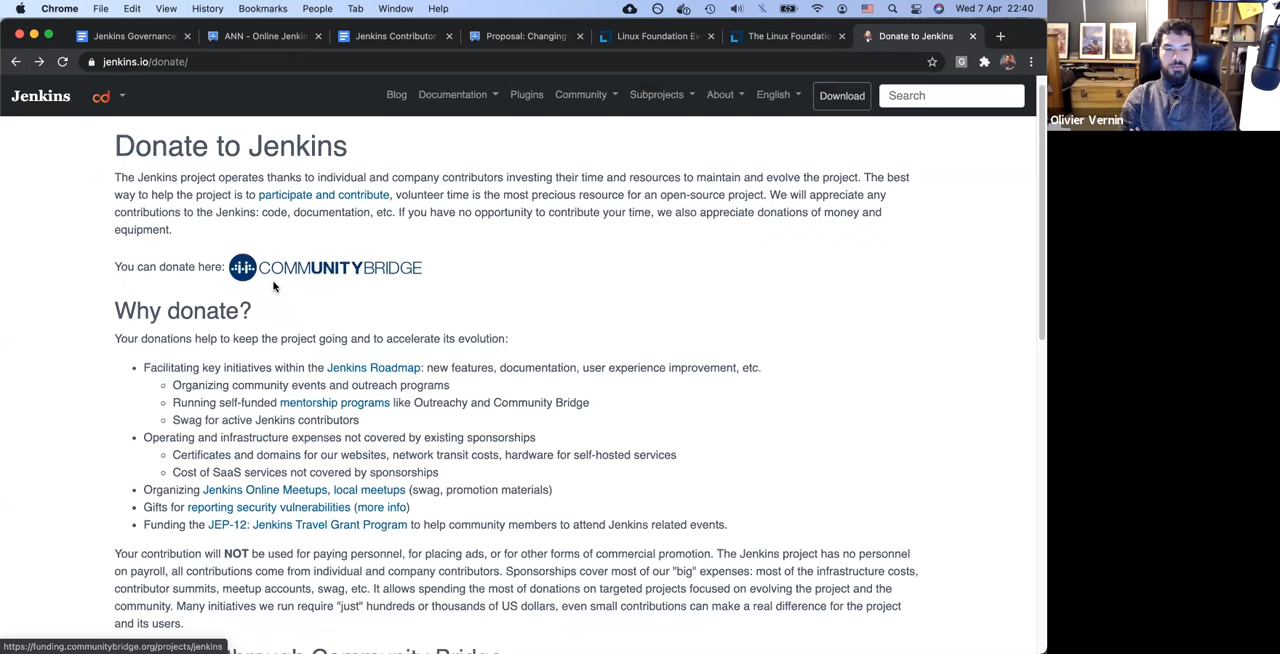 Chrome File Edit View History Bookmarks People Tab Window Help Wed 7 Apr 22:40
Jenkins Governance ANN - Online Jenkin Jenkins Contributor Proposal: Changing Linux Foundation Ev The Linux Foundatio Donate to Jenkins
jenkins.io/donate/
Jenkins cd Blog Documentation Plugins Community Subprojects About English Download Search
Olivier Vernin
Donate to Jenkins
The Jenkins project operates thanks to individual and company contributors investing their time and resources to maintain and evolve the project. The best
way to help the project is to participate and contribute, volunteer time is the most precious resource for an open-source project. We will appreciate any
contributions to the Jenkins: code, documentation, etc. If you have no opportunity to contribute your time, we also appreciate donations of money and
equipment.
You can donate here: COMMUNITYBRIDGE
Why donate?
Your donations help to keep the project going and to accelerate its evolution:
• Facilitating key initiatives within the Jenkins Roadmap: new features, documentation, user experience improvement, etc.
◦ Organizing community events and outreach programs
◦ Running self-funded mentorship programs like Outreachy and Community Bridge
◦ Swag for active Jenkins contributors
• Operating and infrastructure expenses not covered by existing sponsorships
◦ Certificates and domains for our websites, network transit costs, hardware for self-hosted services
◦ Cost of SaaS services not covered by sponsorships
• Organizing Jenkins Online Meetups, local meetups (swag, promotion materials)
• Gifts for reporting security vulnerabilities (more info)
• Funding the JEP-12: Jenkins Travel Grant Program to help community members to attend Jenkins related events.
Your contribution will NOT be used for paying personnel, for placing ads, or for other forms of commercial promotion. The Jenkins project has no personnel
on payroll, all contributions come from individual and company contributors. Sponsorships cover most of our "big" expenses: most of the infrastructure costs,
contributor summits, meetup accounts, swag, etc. It allows spending the most of donations on targeted projects focused on evolving the project and the
community. Many initiatives we run require "just" hundreds or thousands of US dollars, even small contributions can make a real difference for the project
and its users.
https://funding.communitybridge.org/projects/jenkins
through Community Bridge